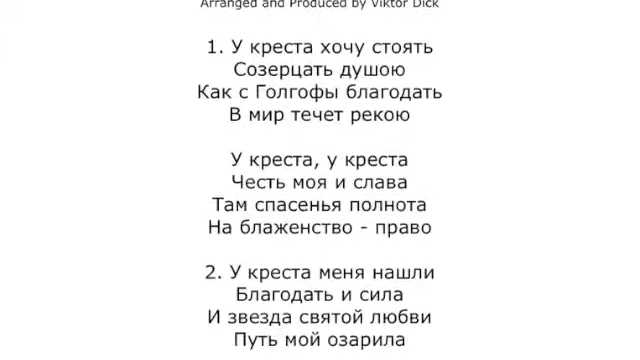 Arranged and Produced by Viktor Dick
1. У креста хочу стоять
Созерцать душою
Как с Голгофы благодать
В мир течет рекою
У креста, у креста
Честь моя и слава
Там спасенья полнота
На блаженство - право
2. У креста меня нашли
Благодать и сила
И звезда святой любви
Путь мой озарила